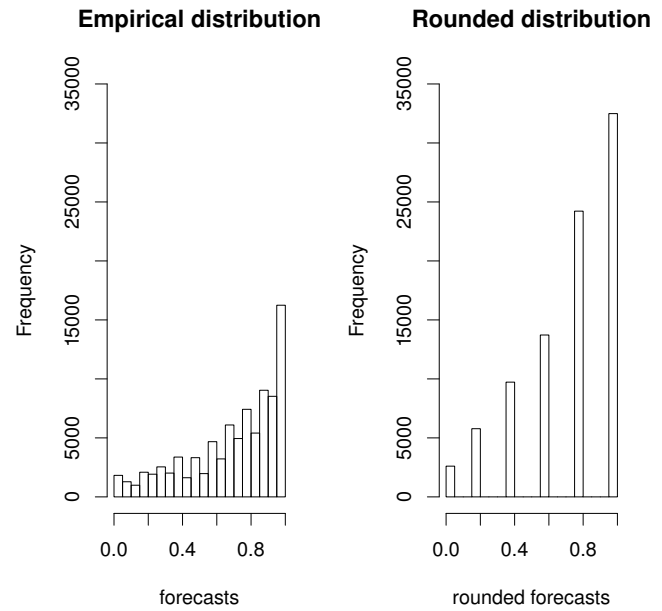 Empirical distribution
Frequency
35000
25000
15000
5000
0
0.0 0.4 0.8
forecasts
Rounded distribution
Frequency
35000
25000
15000
5000
0
0.0 0.4 0.8
rounded forecasts